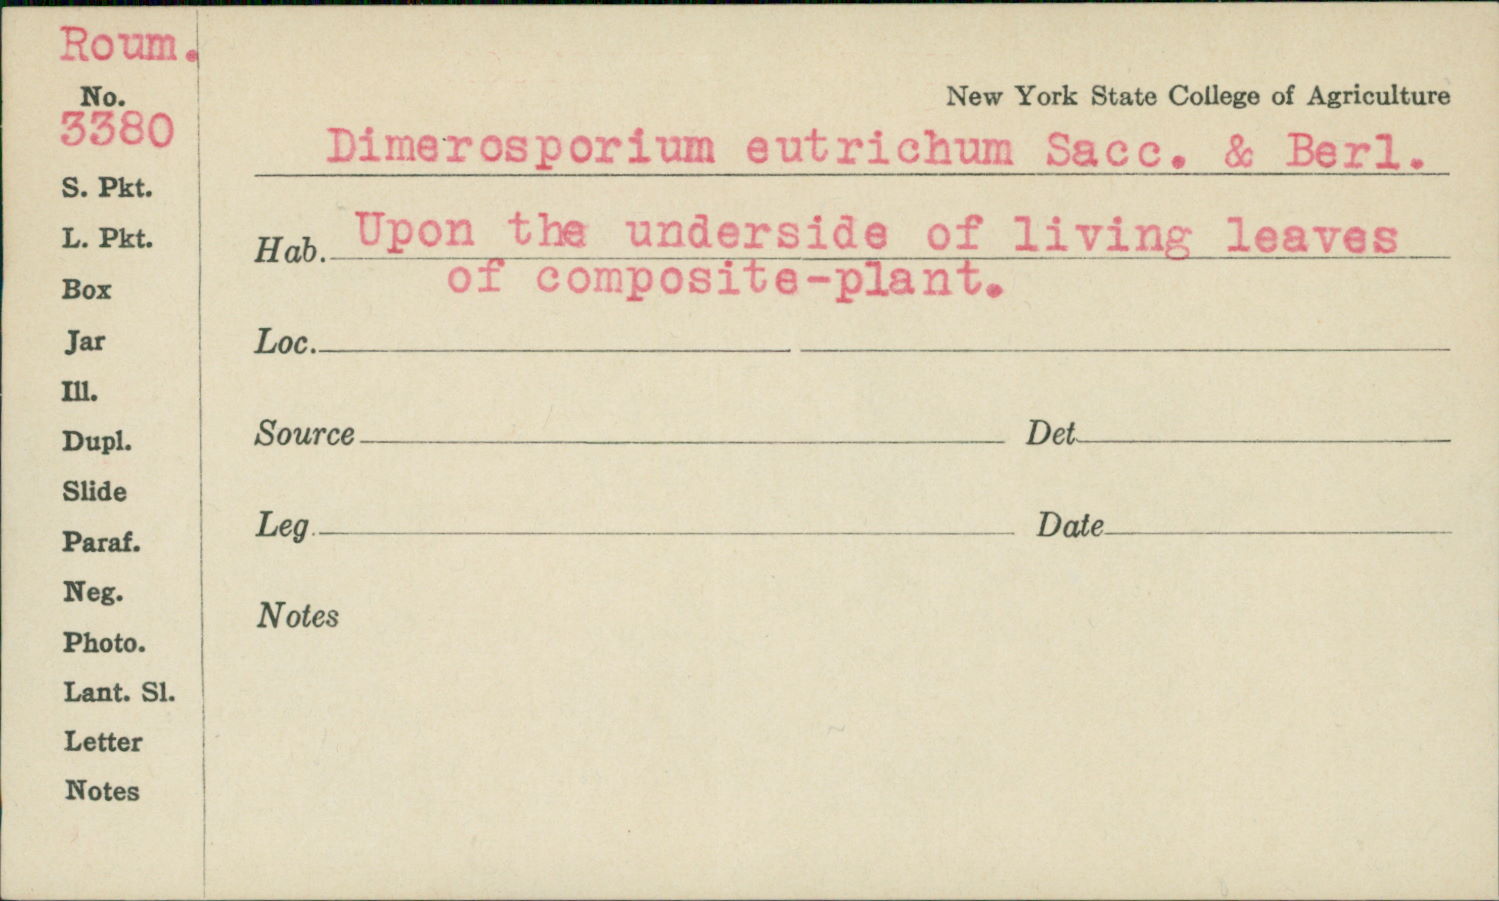 Roum.
No.
3380
S. Pkt.
L. Pkt.
Box
Jar
Ill.
Dupl.
Slide
Paraf.
Neg.
Photo.
Lant. Sl.
Letter
Notes
New York State College of Agriculture
Dimerosporium eutrichum Sacc. & Berl.
Hab. Upon the underside of living leaves
of composite-plant.
Loc.
Source Det.
Leg. Date
Notes